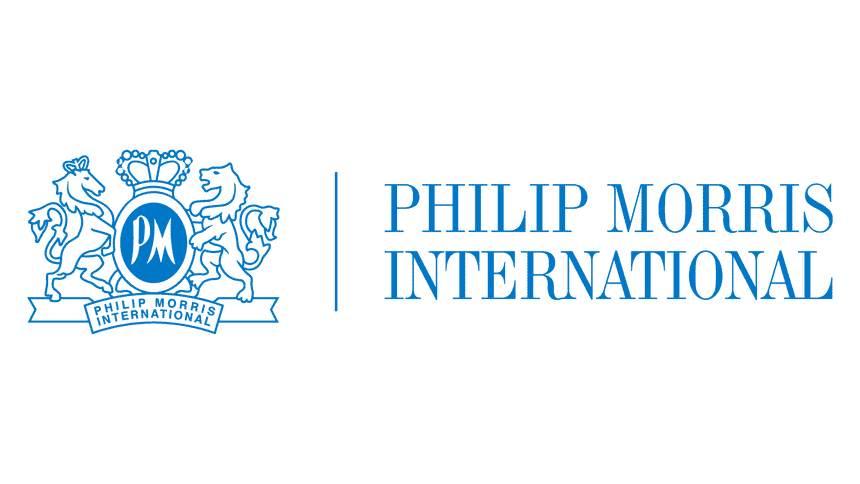 PM
PHILIP MORRIS
INTERNATIONAL
PHILIP MORRIS
INTERNATIONAL